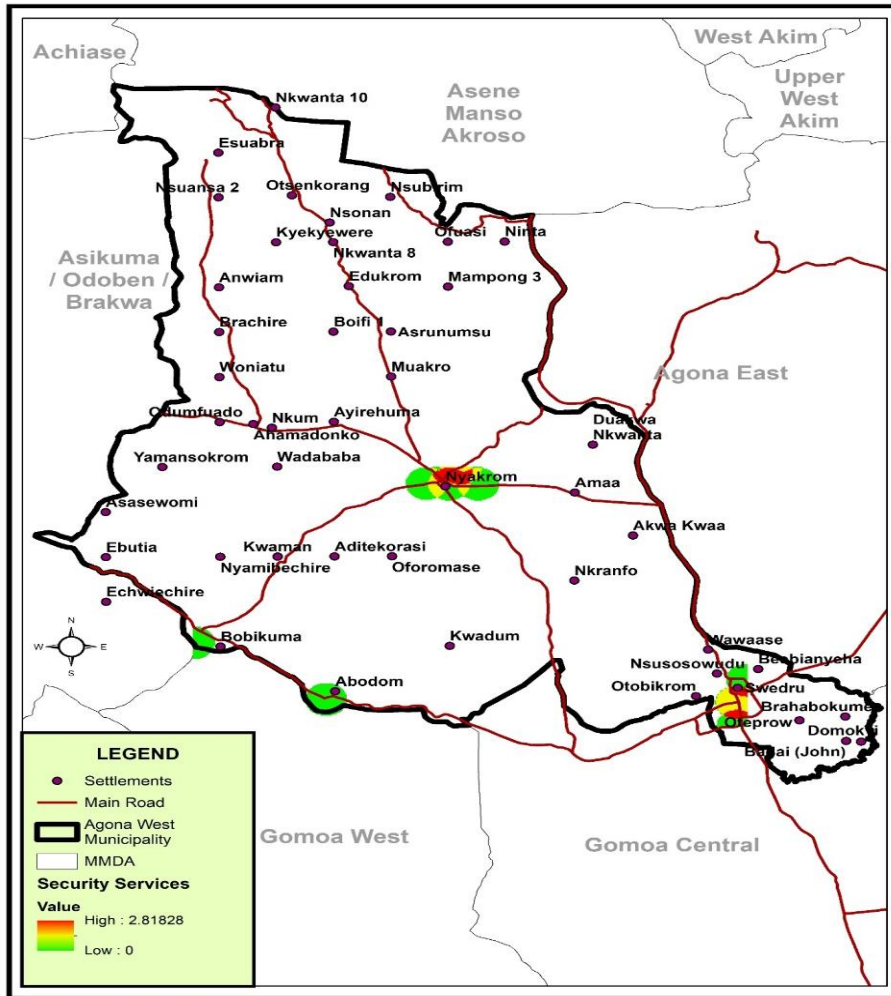 West Akim
Achiase
Upper
West
Akim
Asene
Manso
Akroso
Nkwanta 10
Esuabra
Nsuansa 2
Otsenkorang
Nsubirim
Nsonan
Kyekyewere
Nkwanta 8
Ofuasi
Ninta
Asikuma
/ Odoben /
Brakwa
Anwiam
Edukrom
Mampong 3
Brachire
Boifi 1
Asrunumsu
Woniatu
Muakro
Agona East
Odumfuado
Nkum
Ayirehuma
Ahamadonko
Duakwa
Nkwanta
Yamansokrom
Wadababa
Nyakrom
Amaa
Asasewomi
Akwa Kwaa
Ebutia
Kwaman
Aditekorasi
Nyamibechire
Oforomase
Nkranfo
Echwiechire
N
W
E
S
Bobikuma
Kwadum
Wawaase
Nsusosowudu
Abodom
Otobikrom
Swedru
Brahabokume
Oteprow
LEGEND
Settlements
Main Road
Agona West
Municipality
MMDA
Security Services
Value
High : 2.81828
Low : 0
Gomoa West
Gomoa Central